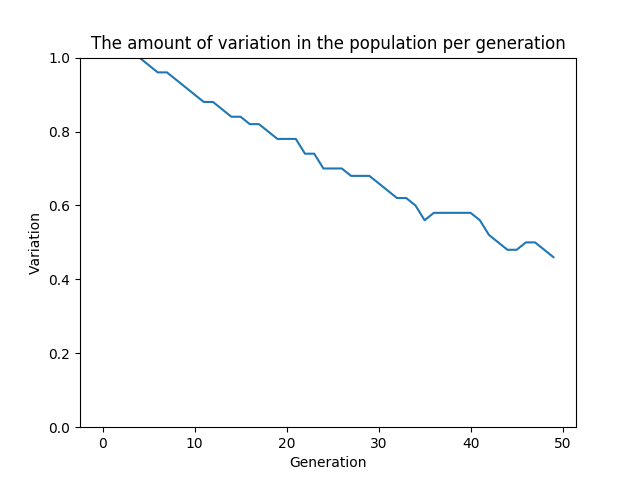 The amount of variation in the population per generation
1.0
0.8
0.6
0.4
0.2
0.0
Variation
0 10 20 30 40 50
Generation